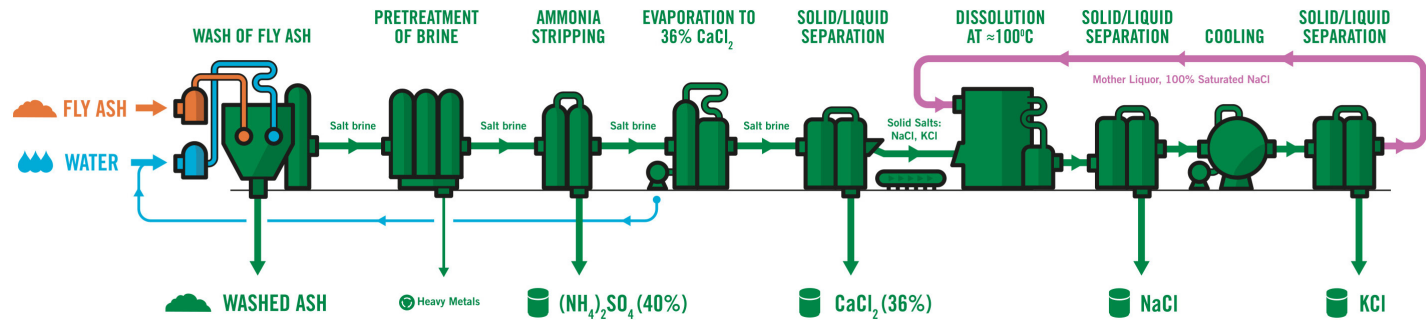 WASH OF FLY ASH
PRETREATMENT
OF BRINE
AMMONIA
STRIPPING
EVAPORATION TO
36% CaCl₂
SOLID/LIQUID
SEPARATION
DISSOLUTION
AT ≈100⁰C
SOLID/LIQUID
SEPARATION
COOLING
SOLID/LIQUID
SEPARATION
Mother Liquor, 100% Saturated NaCl
FLY ASH
WATER
Salt brine
Salt brine
Salt brine
Salt brine
Solid Salts:
NaCl, KCl
WASHED ASH
Heavy Metals
(NH₄)₂SO₄ (40%)
CaCl₂ (36%)
NaCl
KCl